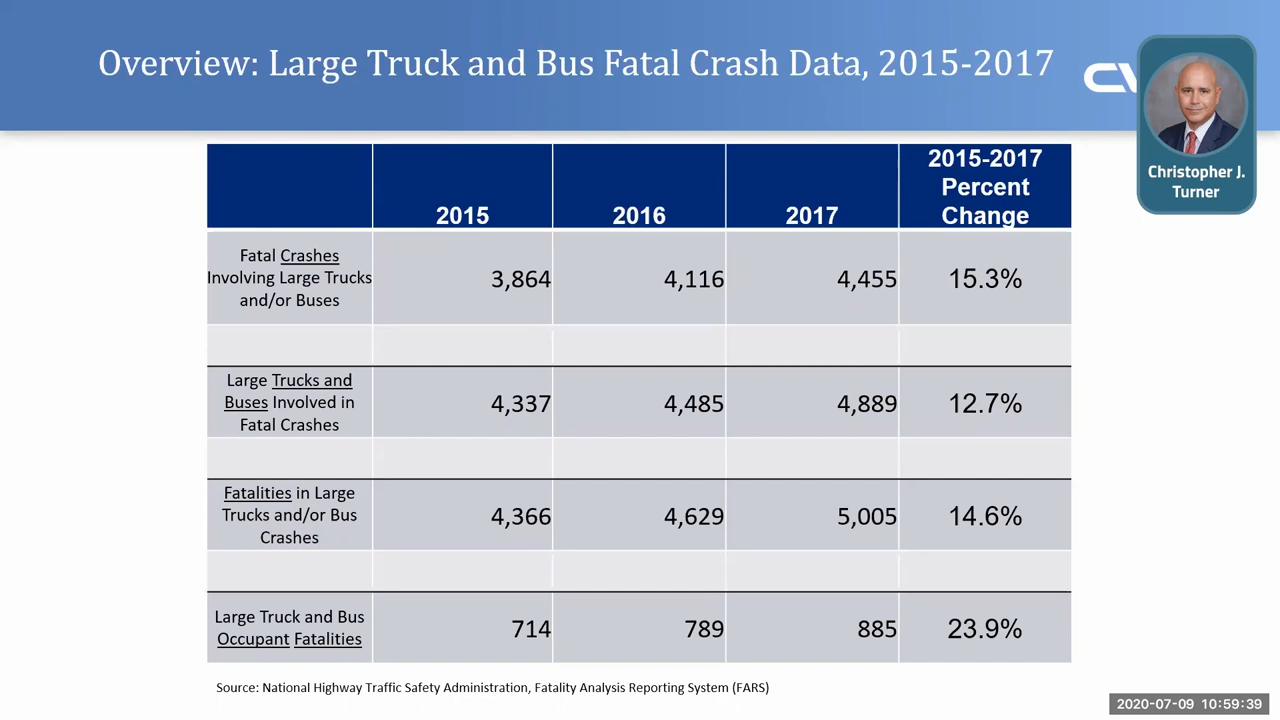 Overview: Large Truck and Bus Fatal Crash Data, 2015-2017
Christopher J.
Turner
2015 2016 2017 2015-2017
Percent
Change
Fatal Crashes
Involving Large Trucks
and/or Buses
3,864 4,116 4,455 15.3%
Large Trucks and
Buses Involved in
Fatal Crashes
4,337 4,485 4,889 12.7%
Fatalities in Large
Trucks and/or Bus
Crashes
4,366 4,629 5,005 14.6%
Large Truck and Bus
Occupant Fatalities
714 789 885 23.9%
Source: National Highway Traffic Safety Administration, Fatality Analysis Reporting System (FARS)
2020-07-09 10:59:39